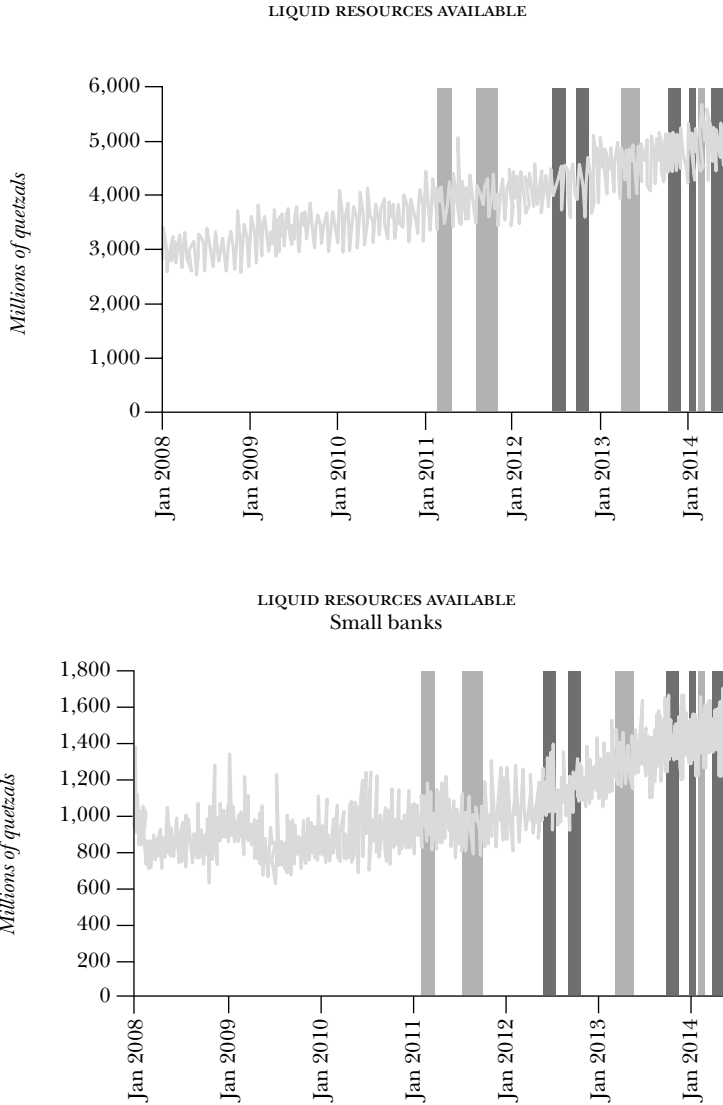 LIQUID RESOURCES AVAILABLE
6,000
5,000
4,000
3,000
2,000
1,000
0
Millions of quetzals
Jan 2008
Jan 2009
Jan 2010
Jan 2011
Jan 2012
Jan 2013
Jan 2014
LIQUID RESOURCES AVAILABLE
Small banks
1,800
1,600
1,400
1,200
1,000
800
600
400
200
0
Millions of quetzals
Jan 2008
Jan 2009
Jan 2010
Jan 2011
Jan 2012
Jan 2013
Jan 2014